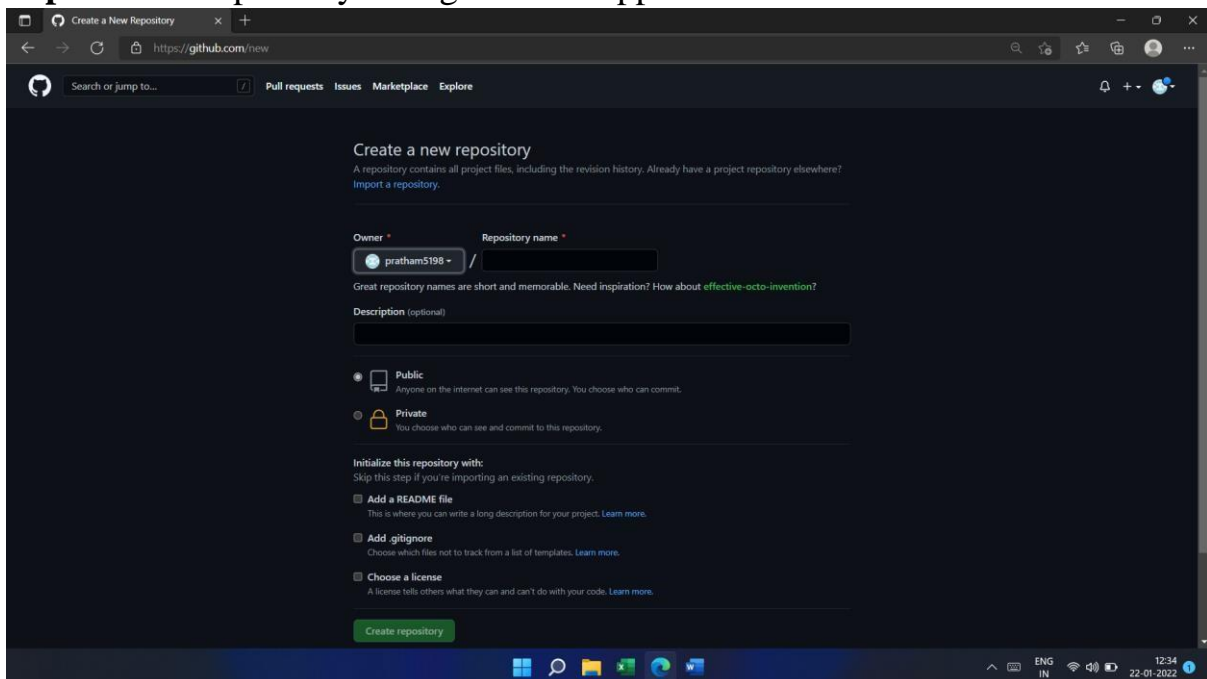 Create a New Repository
https://github.com/new
Search or jump to... / Pull requests Issues Marketplace Explore
Create a new repository
A repository contains all project files, including the revision history. Already have a project repository elsewhere?
Import a repository.
Owner * Repository name *
pratham5198 /
Great repository names are short and memorable. Need inspiration? How about effective-octo-invention?
Description (optional)
Public
Anyone on the internet can see this repository. You choose who can commit.
Private
You choose who can see and commit to this repository.
Initialize this repository with:
Skip this step if you're importing an existing repository.
Add a README file
This is where you can write a long description for your project. Learn more.
Add .gitignore
Choose which files not to track from a list of templates. Learn more.
Choose a license
A license tells others what they can and can't do with your code. Learn more.
Create repository
ENG 12:34
IN 22-01-2022 1